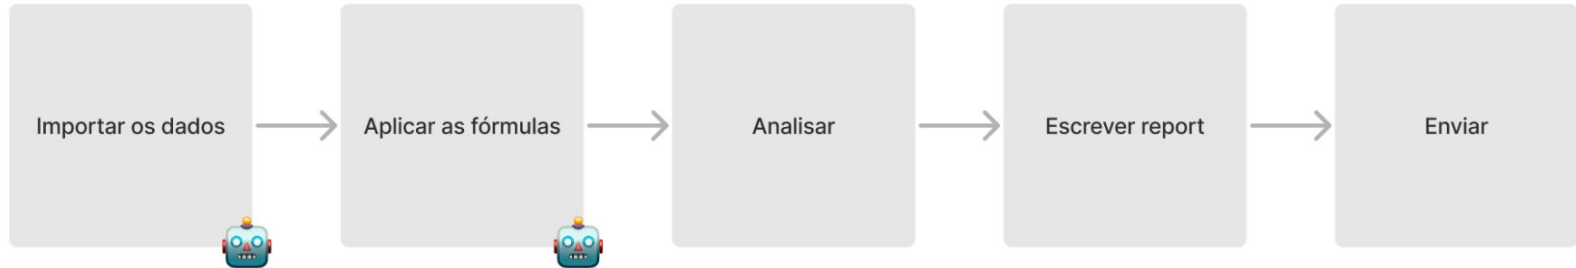 Importar os dados
Aplicar as fórmulas
Analisar
Escrever report
Enviar